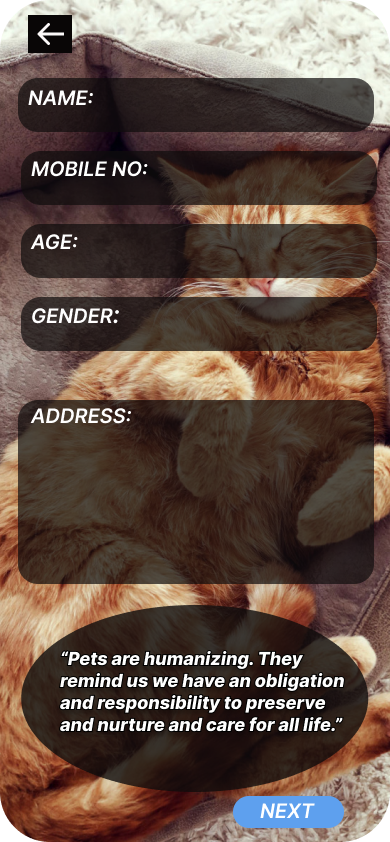 NAME:
MOBILE NO:
AGE:
GENDER:
ADDRESS:
“Pets are humanizing. They
remind us we have an obligation
and responsibility to preserve
and nurture and care for all life.”
NEXT